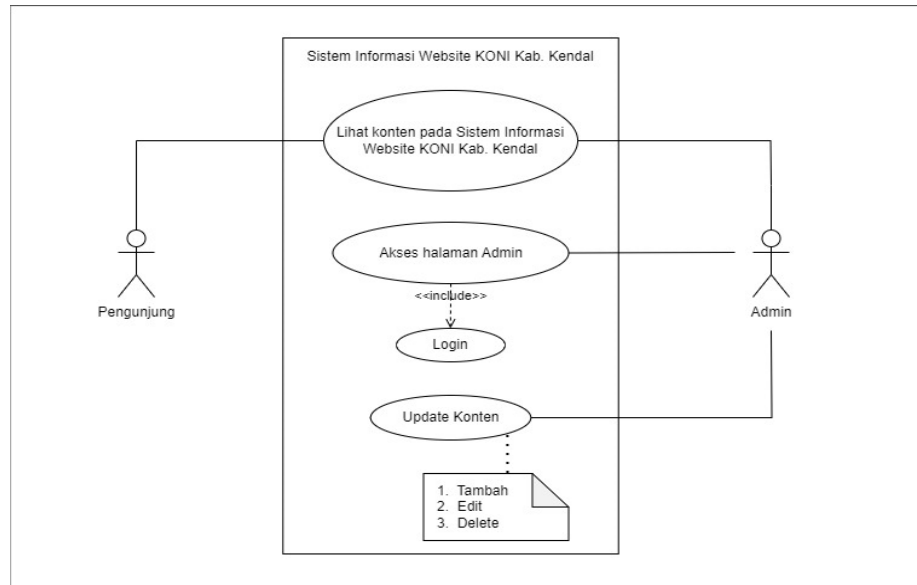 Sistem Informasi Website KONI Kab. Kendal
Lihat konten pada Sistem Informasi
Website KONI Kab. Kendal
Akses halaman Admin
<<include>>
Pengunjung
Admin
Login
Update Konten
1. Tambah
2. Edit
3. Delete